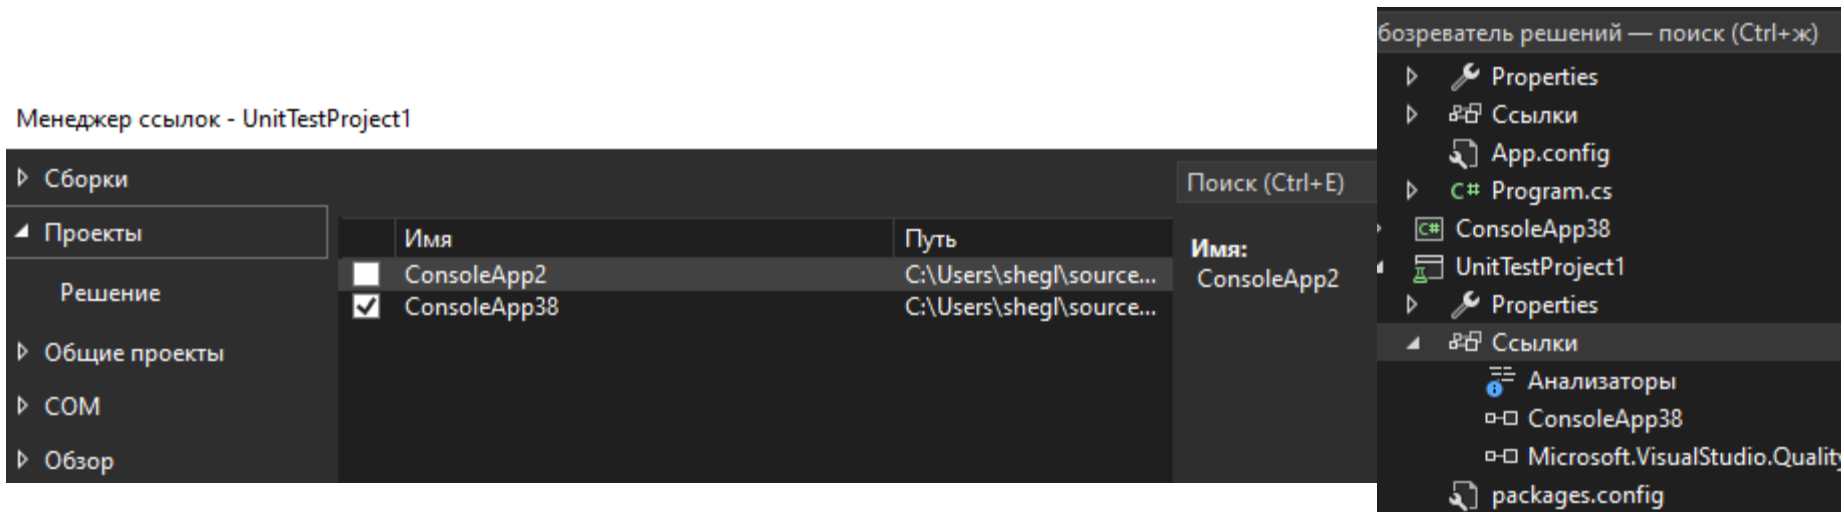 Менеджер ссылок - UnitTestProject1
Сборки
Проекты
Решение
Общие проекты
COM
Обзор
Имя Путь
ConsoleApp2 C:\Users\shegl\source...
ConsoleApp38 C:\Users\shegl\source...
Поиск (Ctrl+E)
Имя:
ConsoleApp2
бозреватель решений — поиск (Ctrl+ж)
Properties
Ссылки
App.config
C# Program.cs
C# ConsoleApp38
UnitTestProject1
Properties
Ссылки
Анализаторы
ConsoleApp38
Microsoft.VisualStudio.Quality
packages.config